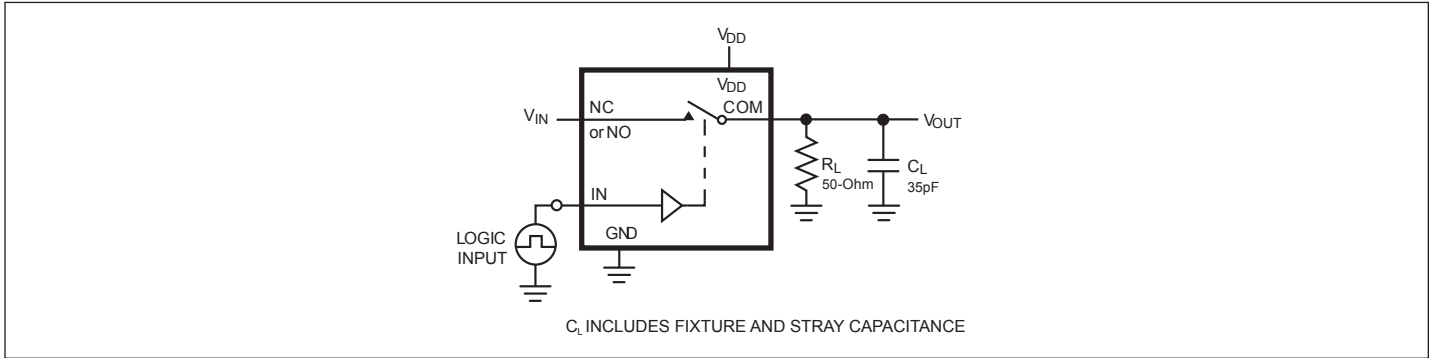 VDD
VDD
NC
COM
VIN
or NO
VOUT
RL
50-Ohm
CL
35pF
IN
LOGIC
INPUT
GND
CL INCLUDES FIXTURE AND STRAY CAPACITANCE